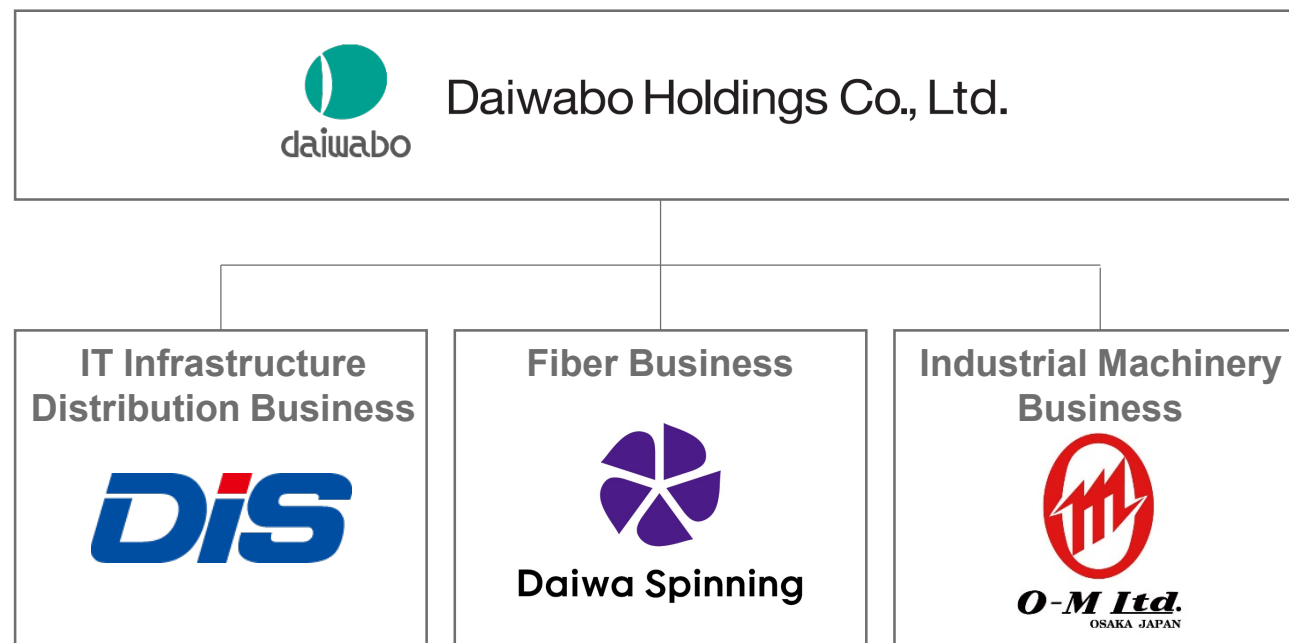 daiwabo
Daiwabo Holdings Co., Ltd.
IT Infrastructure
Distribution Business
DiS
Fiber Business
Daiwa Spinning
Industrial Machinery
Business
O-M Ltd.
OSAKA JAPAN